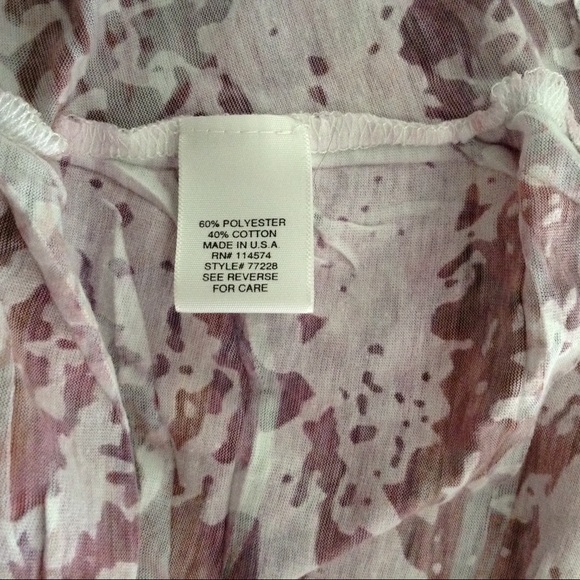 60% POLYESTER
40% COTTON
MADE IN U.S.A.
RN# 114574
STYLE# 77228
SEE REVERSE
FOR CARE